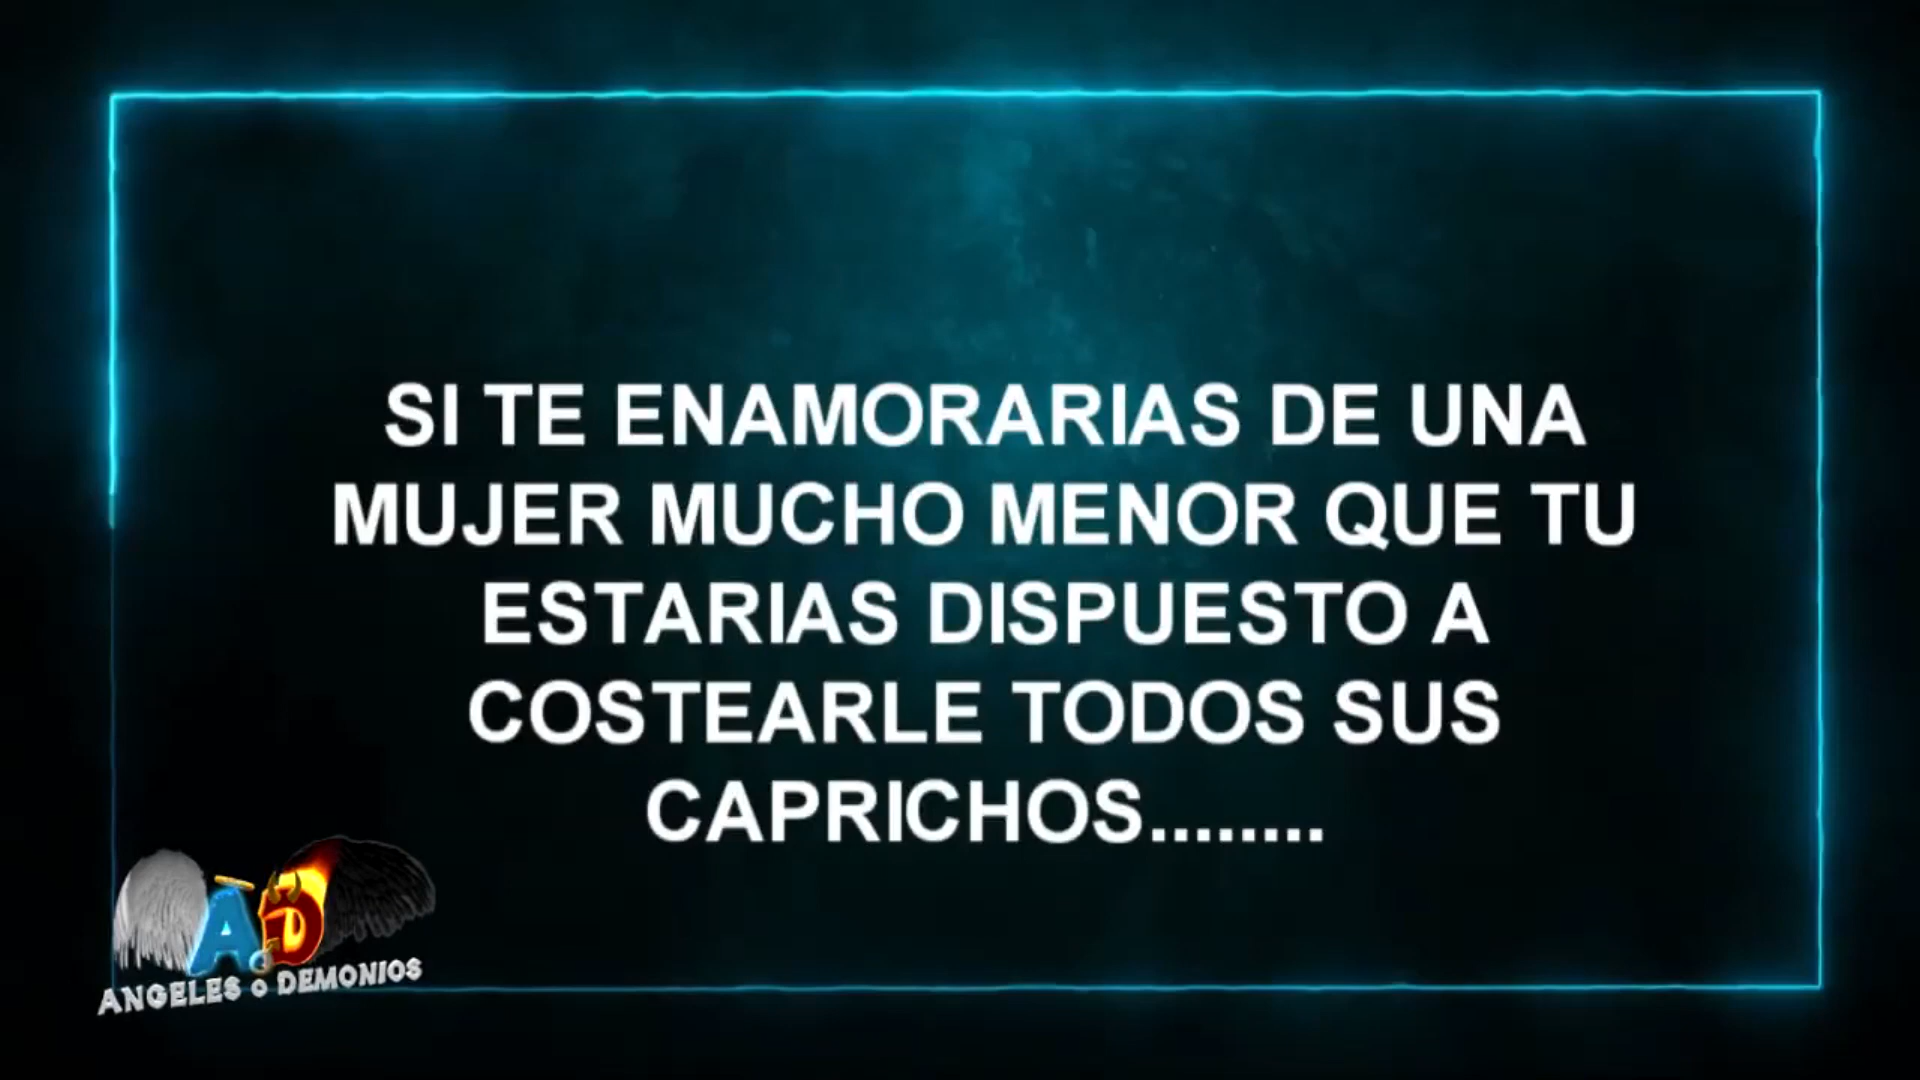 SI TE ENAMORARIAS DE UNA
MUJER MUCHO MENOR QUE TU
ESTARIAS DISPUESTO A
COSTEARLE TODOS SUS
CAPRICHOS........
A o D
ANGELES o DEMONIOS